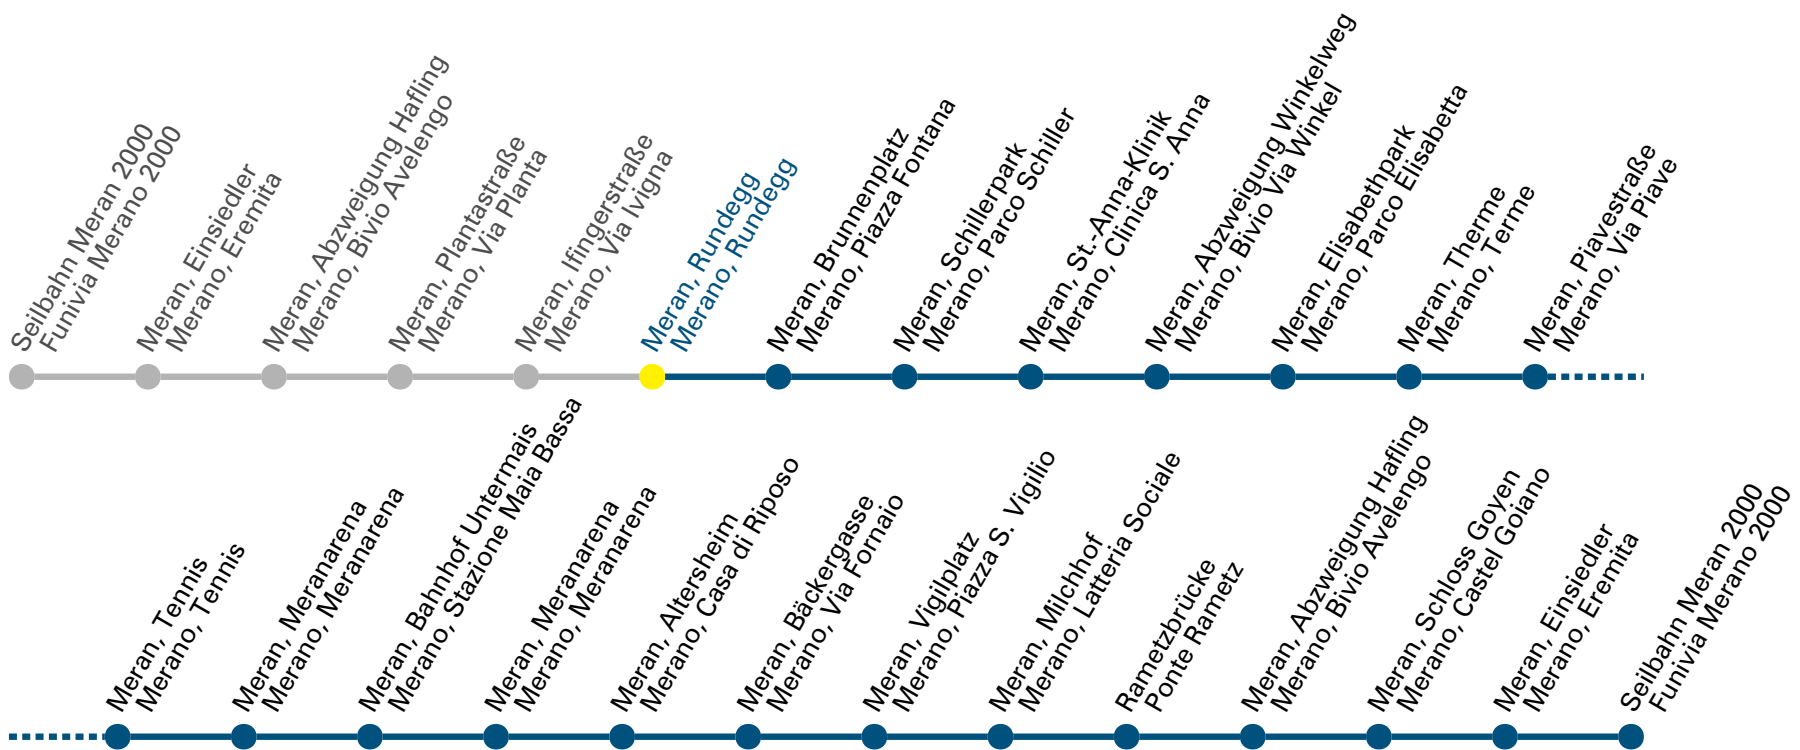 Seilbahn Meran 2000
Funivia Merano 2000
Meran, Einsiedler
Merano, Eremita
Meran, Abzweigung Hafling
Merano, Bivio Avelengo
Meran, Plantastraße
Merano, Via Planta
Meran, Ifingerstraße
Merano, Via Ivigna
Meran, Rundegg
Merano, Rundegg
Meran, Brunnenplatz
Merano, Piazza Fontana
Meran, Schillerpark
Merano, Parco Schiller
Meran, St.-Anna-Klinik
Merano, Clinica S. Anna
Meran, Abzweigung Winkelweg
Merano, Bivio Via Winkel
Meran, Elisabethpark
Merano, Parco Elisabetta
Meran, Therme
Merano, Terme
Meran, Piavestraße
Merano, Via Piave
Meran, Tennis
Merano, Tennis
Meran, Meranarena
Merano, Meranarena
Meran, Bahnhof Untermais
Merano, Stazione Maia Bassa
Meran, Meranarena
Merano, Meranarena
Meran, Altersheim
Merano, Casa di Riposo
Meran, Bäckergasse
Merano, Via Fornaio
Meran, Vigilplatz
Merano, Piazza S. Vigilio
Meran, Milchhof
Merano, Latteria Sociale
Rametzbrücke
Ponte Rametz
Meran, Abzweigung Hafling
Merano, Bivio Avelengo
Meran, Schloss Goyen
Merano, Castel Goiano
Meran, Einsiedler
Merano, Eremita
Seilbahn Meran 2000
Funivia Merano 2000